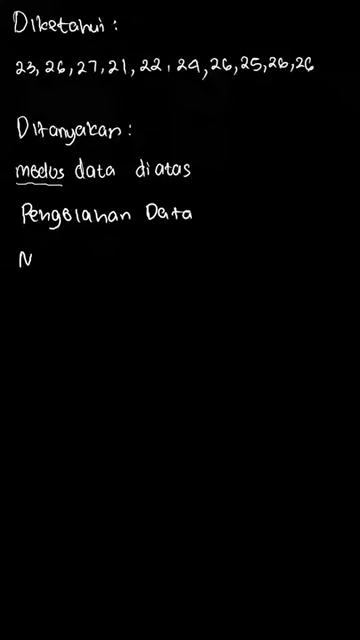 Diketahui :
23, 26, 27, 21, 22, 24, 26, 25, 26, 26
Ditanyakan :
modus data diatas
Pengolahan Data
N